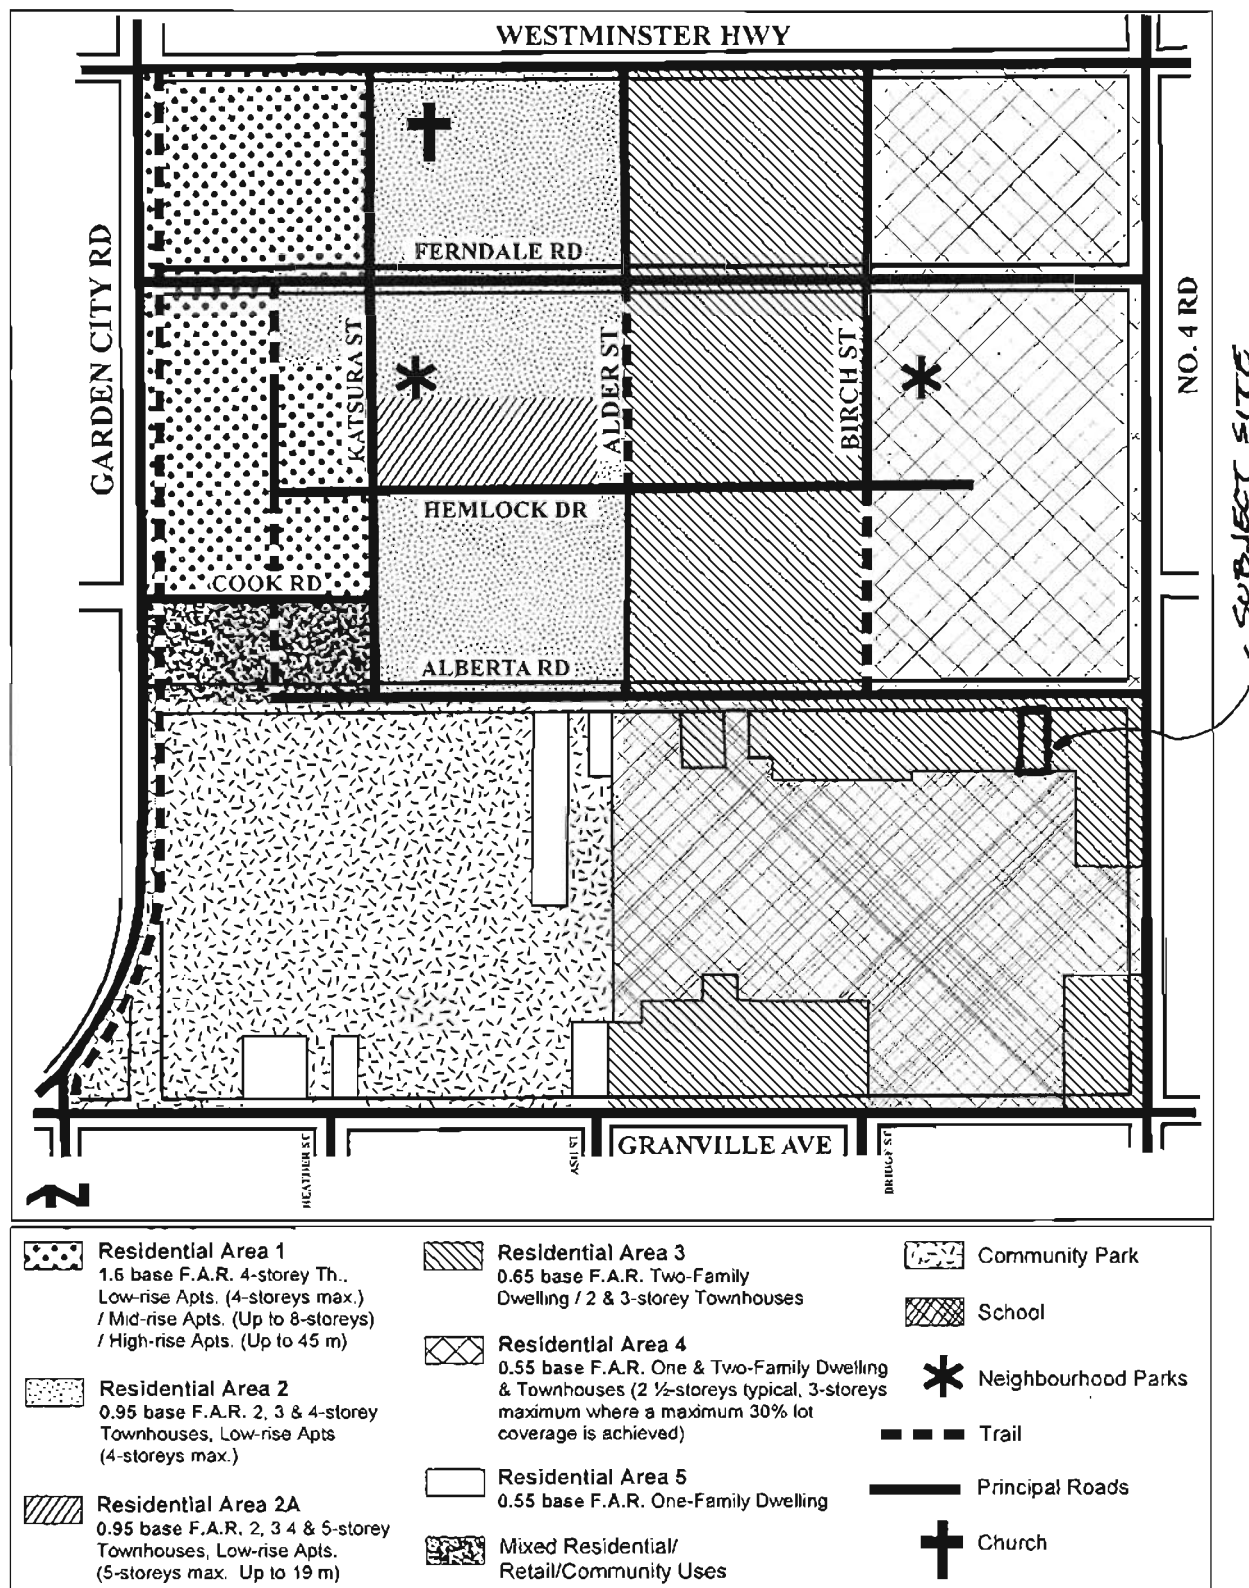 WESTMINSTER HWY
FERNDALE RD
GARDEN CITY RD
KATSURA ST
ALDER ST
BIRCH ST
NO. 4 RD
SUBJECT SITE
HEMLOCK DR
COOK RD
ALBERTA RD
GRANVILLE AVE
HEATHER ST
ASH ST
BRIDGE ST
Z
Residential Area 1
1.6 base F.A.R. 4-storey Th.,
Low-rise Apts. (4-storeys max.)
/ Mid-rise Apts. (Up to 8-storeys)
/ High-rise Apts. (Up to 45 m)
Residential Area 2
0.95 base F.A.R. 2, 3 & 4-storey
Townhouses, Low-rise Apts
(4-storeys max.)
Residential Area 2A
0.95 base F.A.R. 2, 3 4 & 5-storey
Townhouses, Low-rise Apts.
(5-storeys max. Up to 19 m)
Residential Area 3
0.65 base F.A.R. Two-Family
Dwelling / 2 & 3-storey Townhouses
Residential Area 4
0.55 base F.A.R. One & Two-Family Dwelling
& Townhouses (2 ½-storeys typical, 3-storeys
maximum where a maximum 30% lot
coverage is achieved)
Residential Area 5
0.55 base F.A.R. One-Family Dwelling
Mixed Residential/
Retail/Community Uses
Community Park
School
Neighbourhood Parks
Trail
Principal Roads
Church